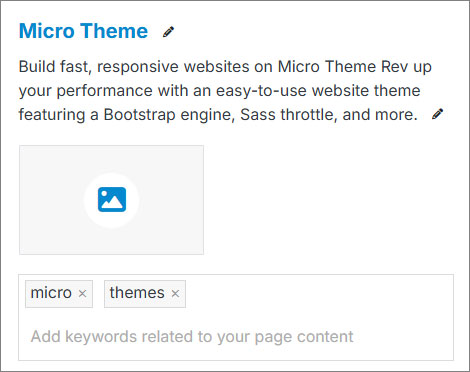 Micro Theme
Build fast, responsive websites on Micro Theme Rev up
your performance with an easy-to-use website theme
featuring a Bootstrap engine, Sass throttle, and more.
micro × themes ×
Add keywords related to your page content